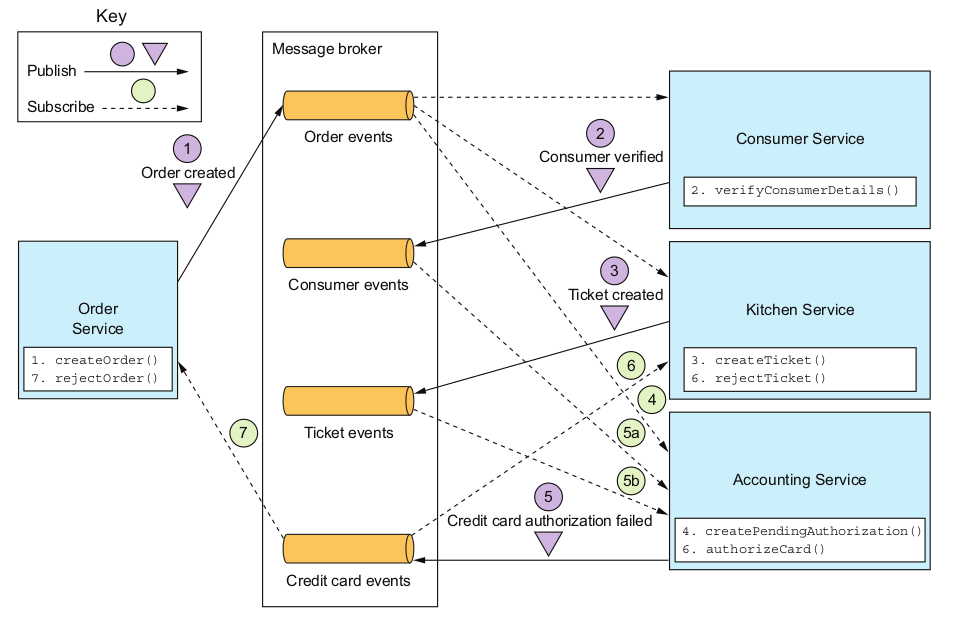 Key
Publish
Subscribe
Message broker
Order events
Consumer events
Ticket events
Credit card events
1
Order created
2
Consumer verified
3
Ticket created
6
4
5a
5b
5
Credit card authorization failed
7
Order
Service
1. createOrder()
7. rejectOrder()
Consumer Service
2. verifyConsumerDetails()
Kitchen Service
3. createTicket()
6. rejectTicket()
Accounting Service
4. createPendingAuthorization()
6. authorizeCard()